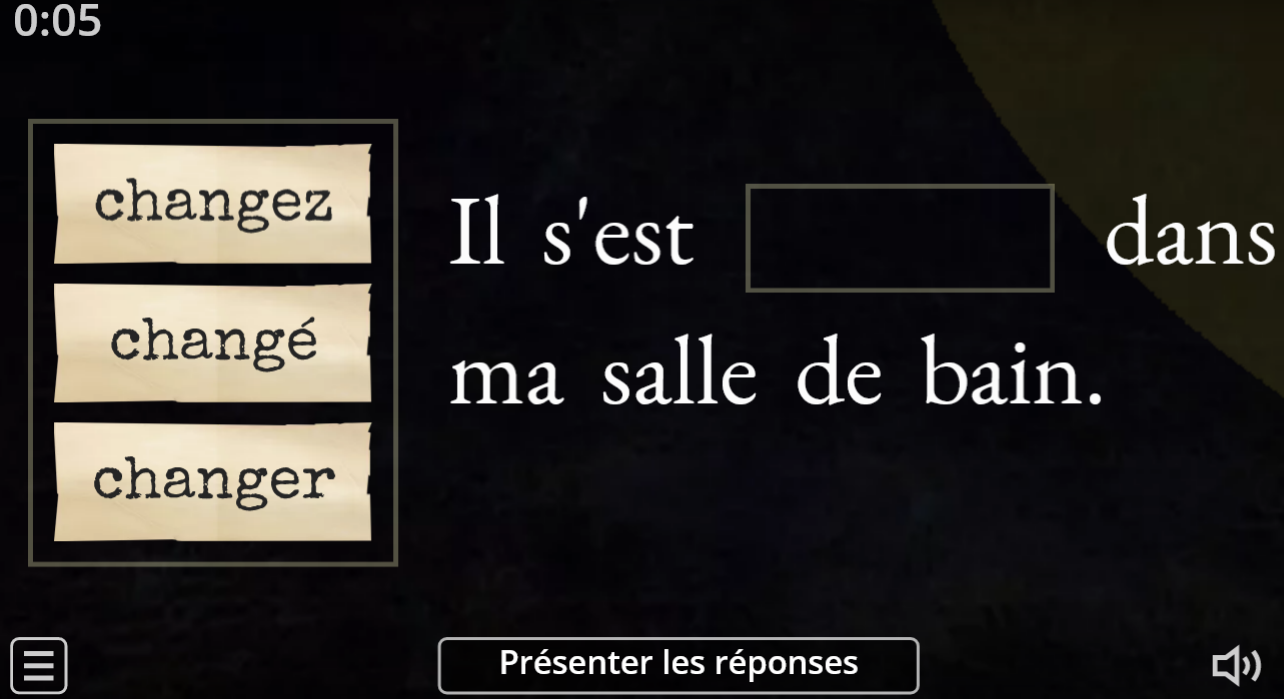 0:05
changez
changé
changer
Il s'est dans
ma salle de bain.
Présenter les réponses